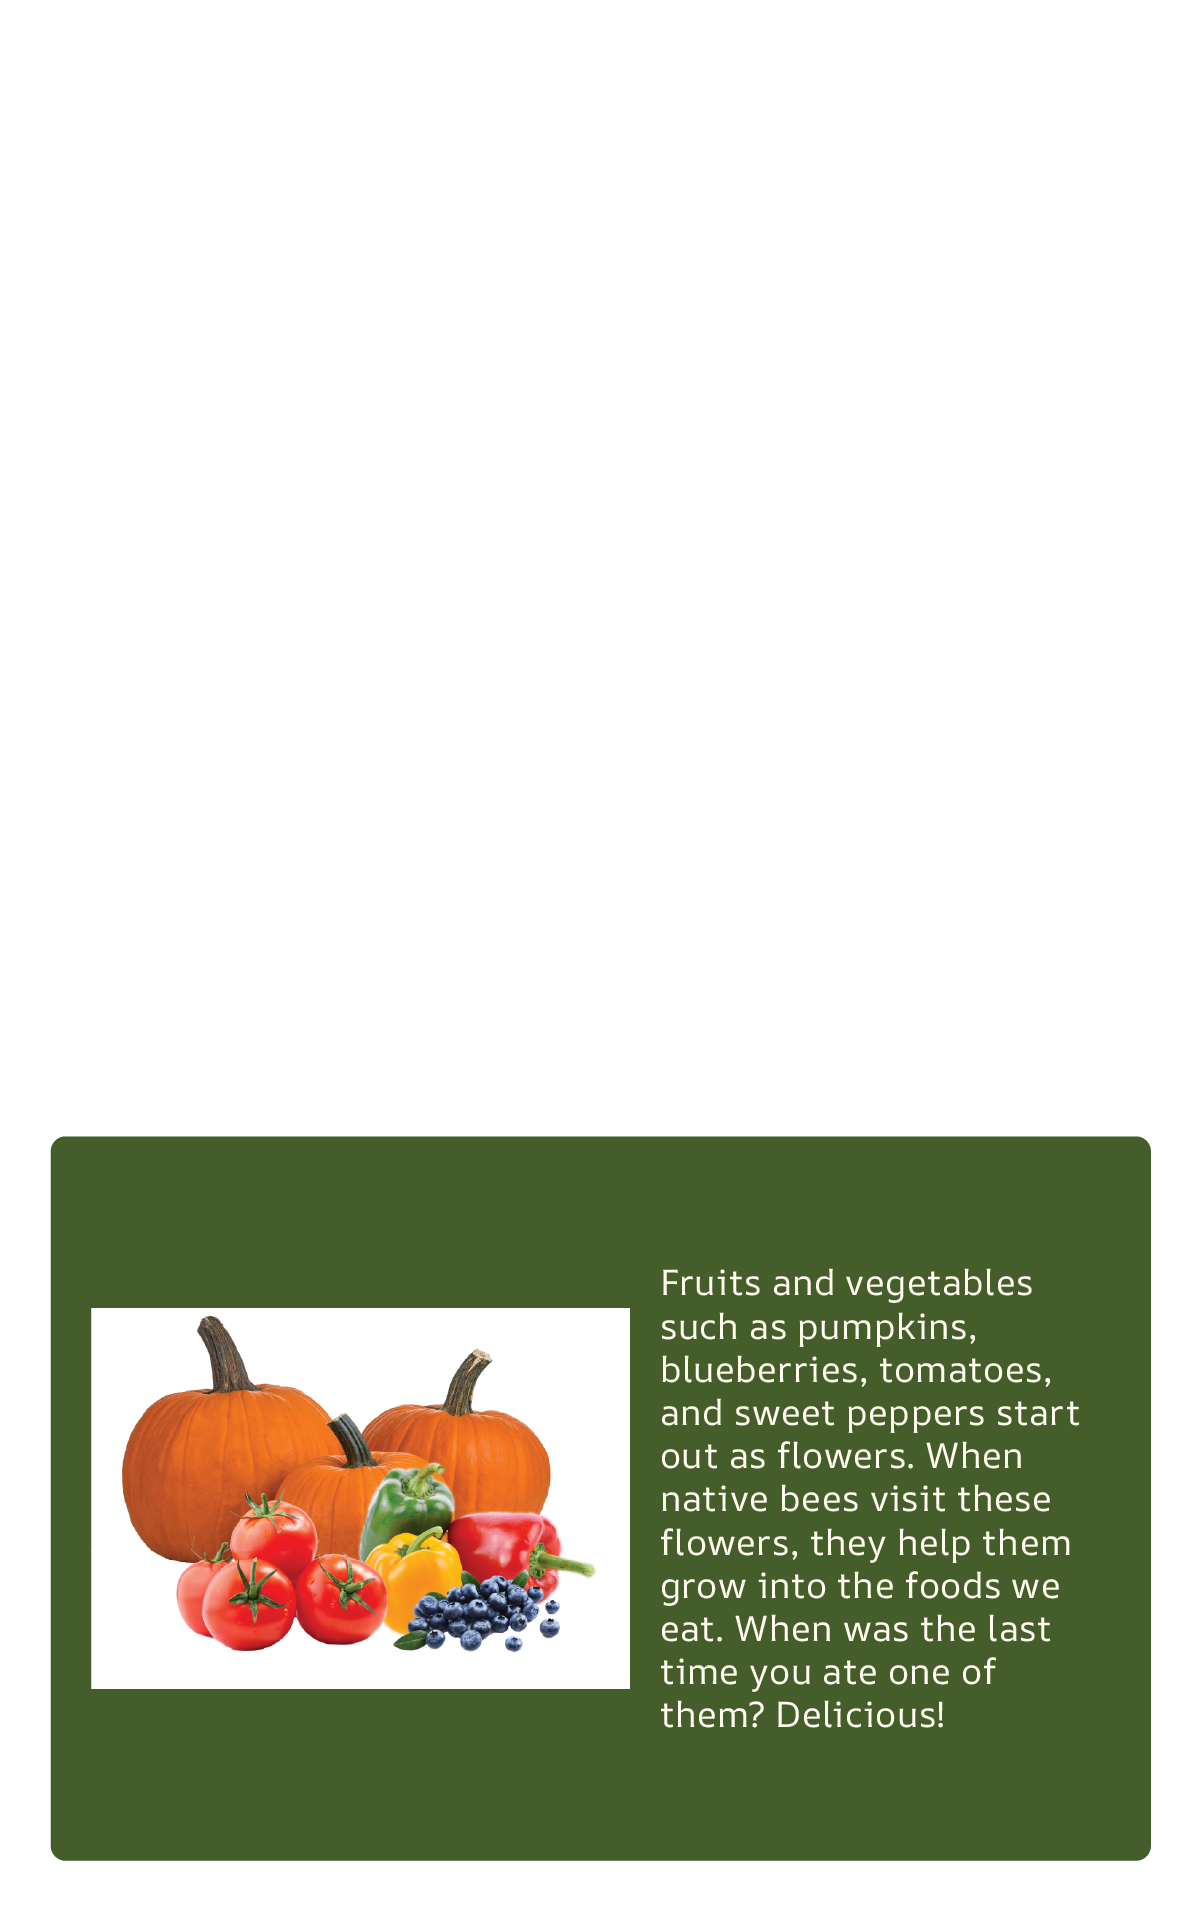 Fruits and vegetables
such as pumpkins,
blueberries, tomatoes,
and sweet peppers start
out as flowers. When
native bees visit these
flowers, they help them
grow into the foods we
eat. When was the last
time you ate one of
them? Delicious!